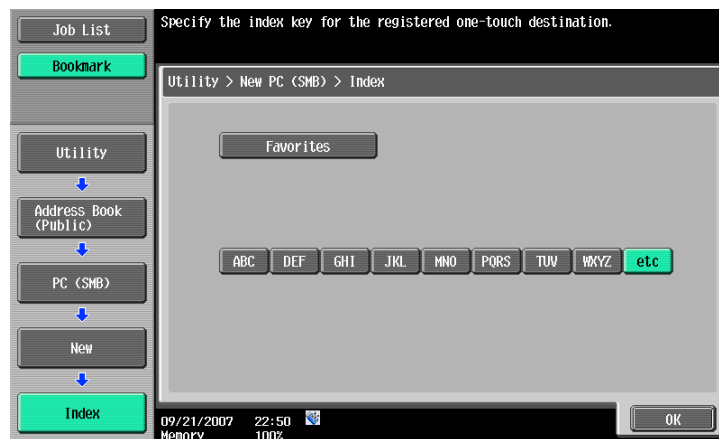 Job List
Bookmark
Utility
Address Book
(Public)
PC (SMB)
New
Index
Specify the index key for the registered one-touch destination.
Utility > New PC (SMB) > Index
Favorites
ABC DEF GHI JKL MNO PQRS TUV WXYZ etc
09/21/2007 22:50
Memory 100%
OK